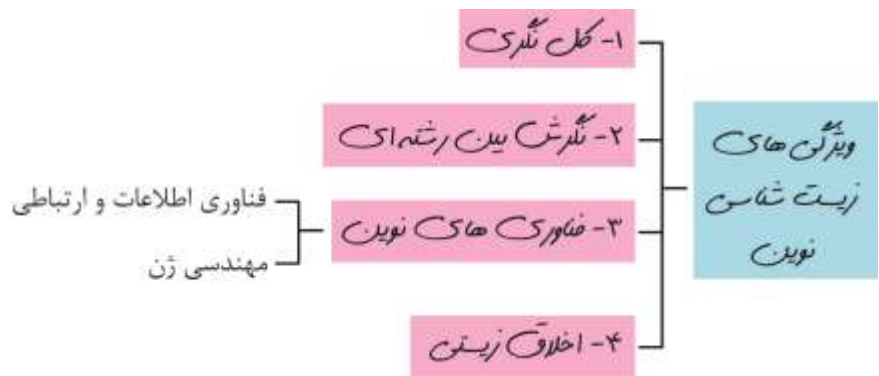 ویژگی های
زیست شناسی
نوین
۱- کل نگری
۲- نگرش بین رشته ای
۳- فناوری های نوین
فناوری اطلاعات و ارتباطی
مهندسی ژن
۴- اخلاق زیستی